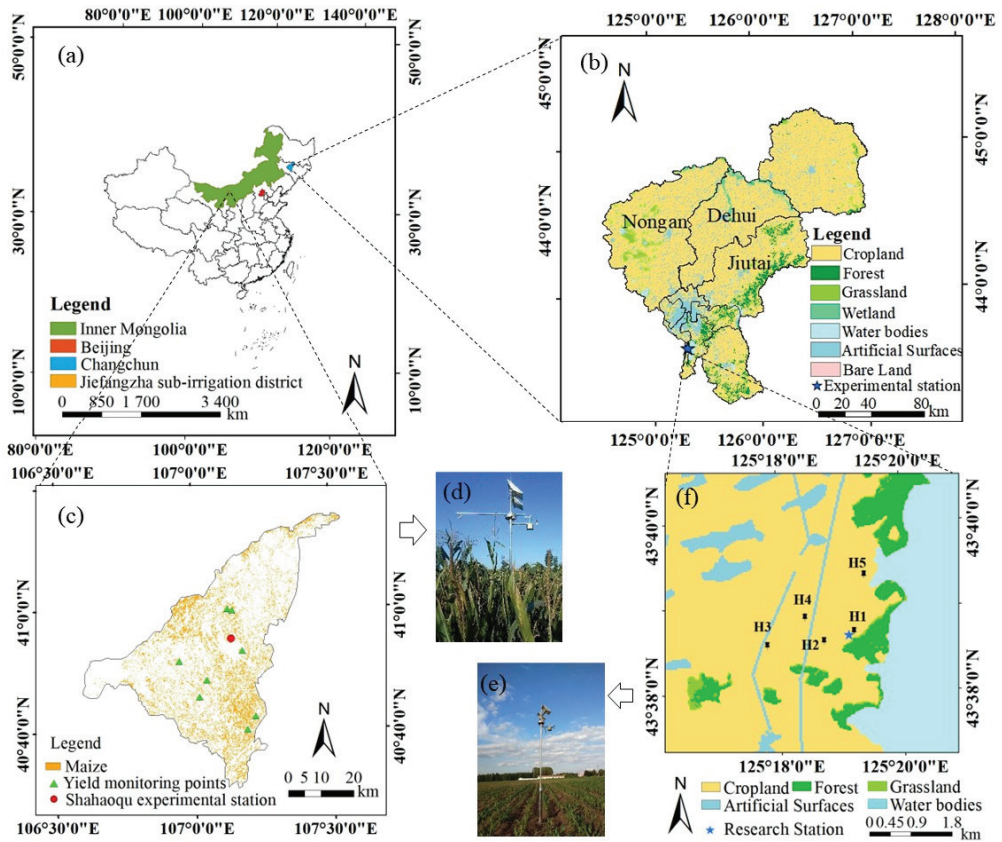 80°0'0"E 100°0'0"E 120°0'0"E 140°0'0"E
(a)
50°0'0"N
30°0'0"N
10°0'0"N
50°0'0"N
30°0'0"N
10°0'0"N
Legend
Inner Mongolia
Beijing
Changchun
Jiefangzha sub-irrigation district
N
0 850 1 700 3 400
km
80°0'0"E 100°0'0"E 120°0'0"E
125°0'0"E 126°0'0"E 127°0'0"E 128°0'0"E
(b)
N
45°0'0"N
44°0'0"N
45°0'0"N
44°0'0"N
Nongan
Dehui
Jiutai
Legend
Cropland
Forest
Grassland
Wetland
Water bodies
Artificial Surfaces
Bare Land
Experimental station
0 20 40 80
km
125°0'0"E 126°0'0"E 127°0'0"E
106°30'0"E 107°0'0"E 107°30'0"E
(c)
41°0'0"N
40°40'0"N
41°0'0"N
40°40'0"N
Legend
Maize
Yield monitoring points
Shahaoqu experimental station
N
0 5 10 20
km
106°30'0"E 107°0'0"E 107°30'0"E
(d)
(e)
125°18'0"E 125°20'0"E
(f)
43°40'0"N
43°38'0"N
43°40'0"N
43°38'0"N
H5
H4
H3
H2
H1
125°18'0"E 125°20'0"E
N
Cropland Forest Grassland
Artificial Surfaces Water bodies
Research Station
0 0.45 0.9 1.8
km